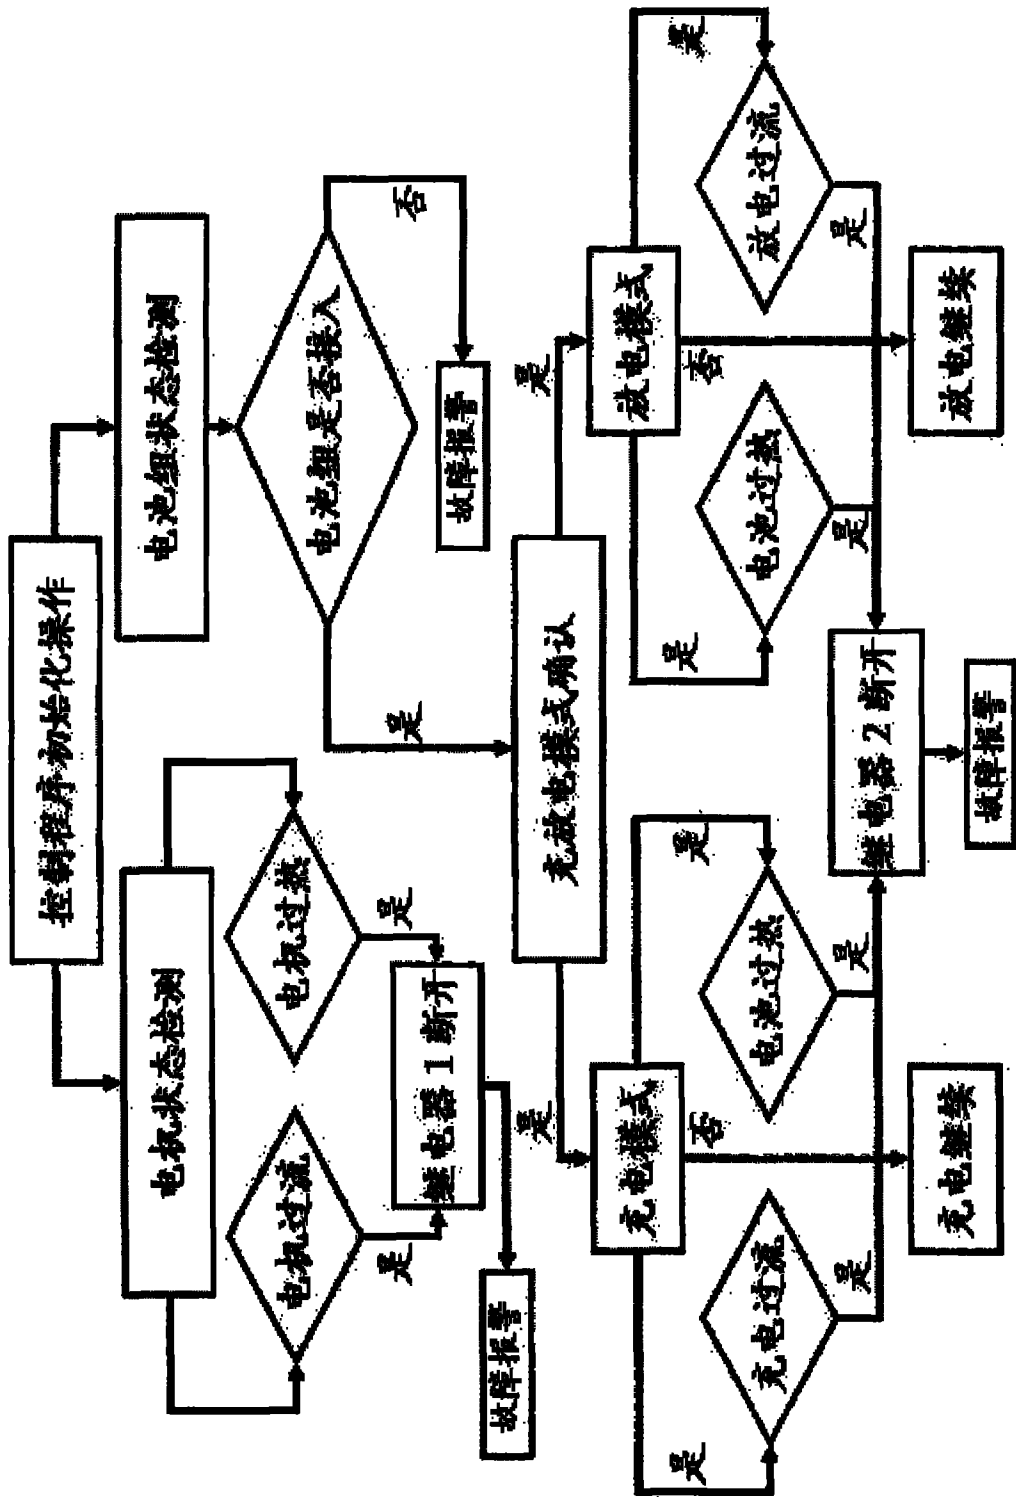 控制程序初始化操作
电机状态检测
电池组状态检测
电机过流
电机过热
电池组是否接入
是
是
是
否
继电器 1 断开
故障报警
故障报警
充放电模式确认
是
是
充电模式
放电模式
是
否
是
是
否
是
充电过流
电池过热
电池过热
放电过流
是
是
是
是
继电器 2 断开
充电继续
放电继续
故障报警